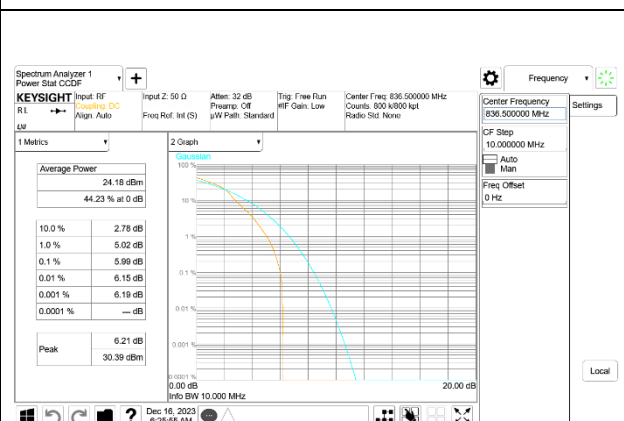 Spectrum Analyzer 1
Power Stat CCDF
+
Frequency
KEYSIGHT
R L
Input: RF
Coupling: DC
Align: Auto
Input Z: 50 Ω
Freq Ref: Int (S)
Atten: 32 dB
Preamp: Off
µW Path: Standard
Trig: Free Run
#IF Gain: Low
Center Freq: 836.500000 MHz
Counts: 800 k/800 kpt
Radio Std: None
Center Frequency
836.500000 MHz
Settings
CF Step
10.000000 MHz
Auto
Man
Freq Offset
0 Hz
1 Metrics
2 Graph
Average Power
24.18 dBm
44.23 % at 0 dB
10.0 % 2.78 dB
1.0 % 5.02 dB
0.1 % 5.99 dB
0.01 % 6.15 dB
0.001 % 6.19 dB
0.0001 % --- dB
Peak
6.21 dB
30.39 dBm
Gaussian
100 %
10 %
1 %
0.1 %
0.01 %
0.001 %
0.0001 %
0.00 dB
20.00 dB
Info BW 10.000 MHz
Local
?
Dec 16, 2023
6:25:55 AM